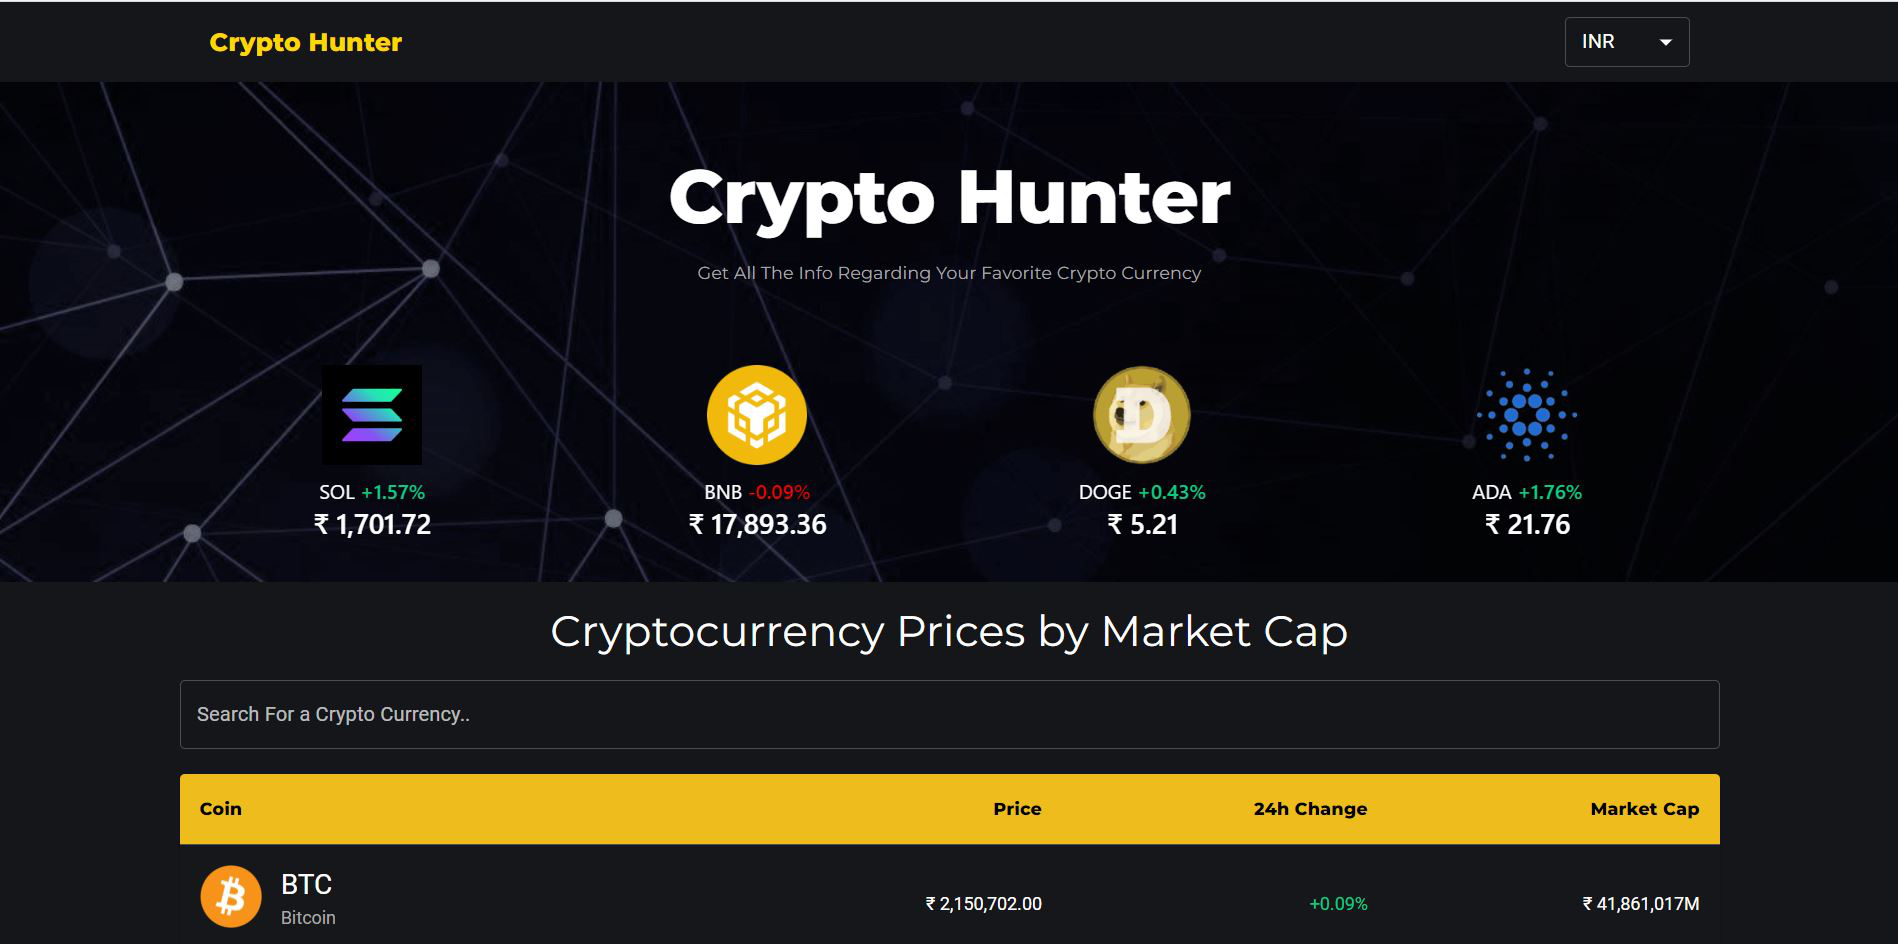 Crypto Hunter
INR
Crypto Hunter
Get All The Info Regarding Your Favorite Crypto Currency
D
SOL +1.57%
₹ 1,701.72
BNB -0.09%
₹ 17,893.36
DOGE +0.43%
₹ 5.21
ADA +1.76%
₹ 21.76
Cryptocurrency Prices by Market Cap
Search For a Crypto Currency..
Coin Price 24h Change Market Cap
BTC
Bitcoin
₹ 2,150,702.00 +0.09% ₹ 41,861,017M